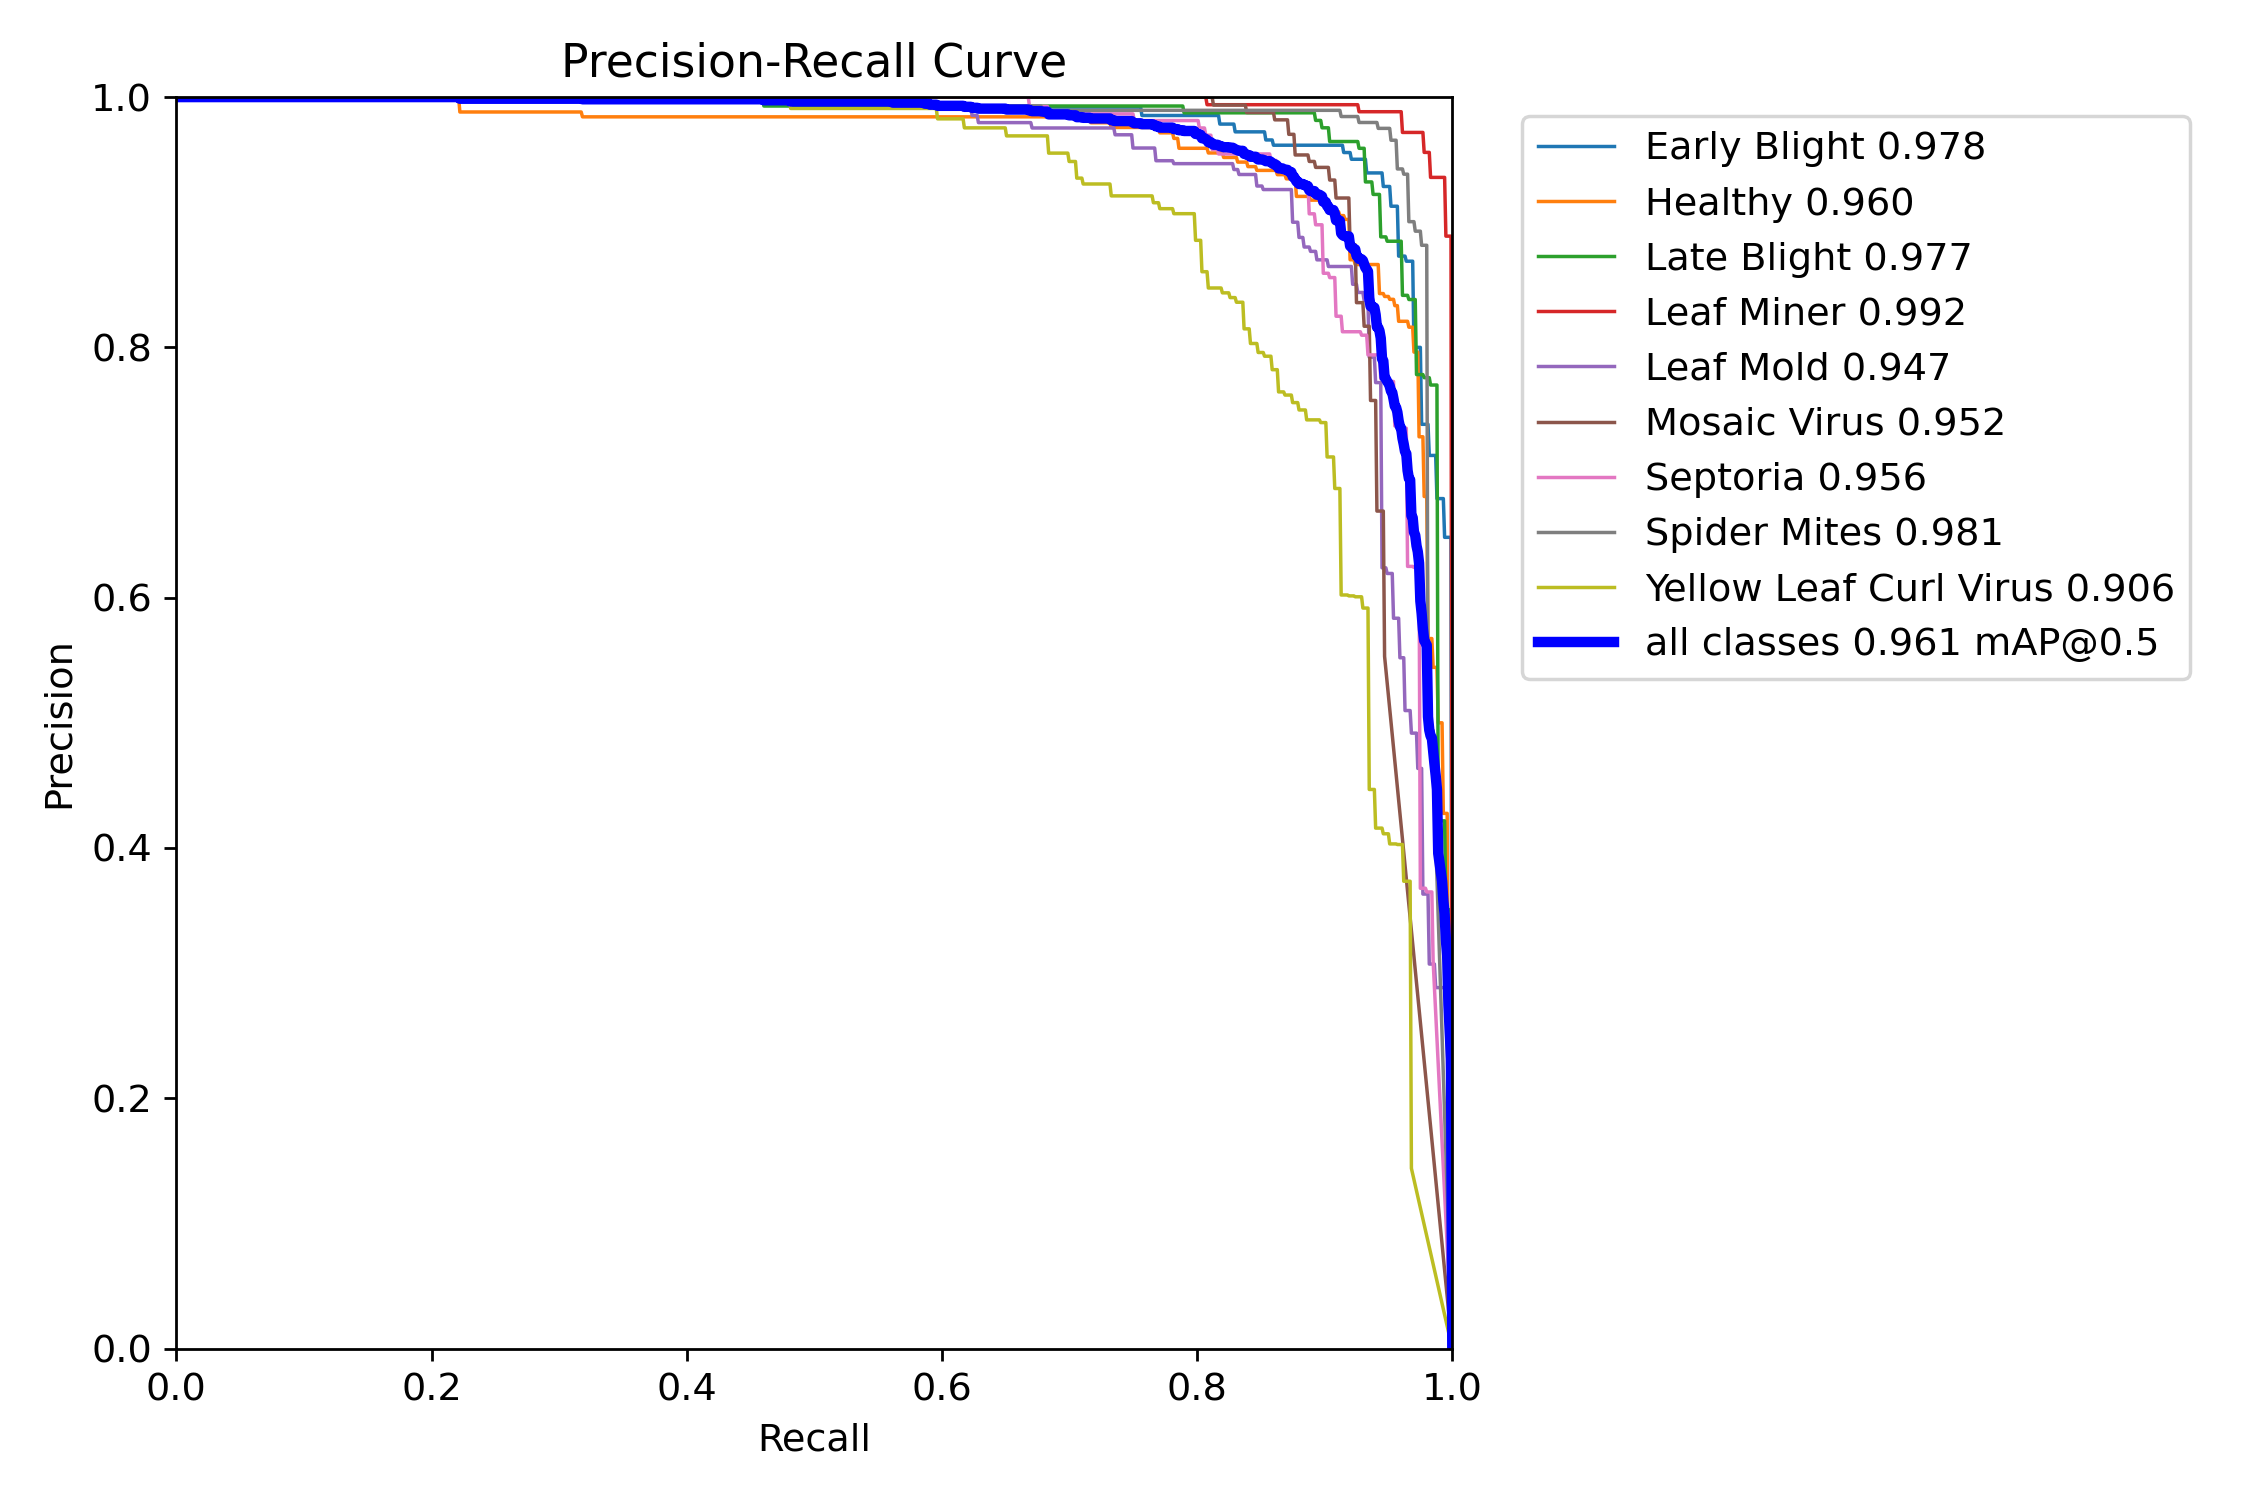 Precision-Recall Curve
1.0
0.8
0.6
0.4
0.2
0.0
Precision
0.0 0.2 0.4 0.6 0.8 1.0
Recall
Early Blight 0.978
Healthy 0.960
Late Blight 0.977
Leaf Miner 0.992
Leaf Mold 0.947
Mosaic Virus 0.952
Septoria 0.956
Spider Mites 0.981
Yellow Leaf Curl Virus 0.906
all classes 0.961 mAP@0.5